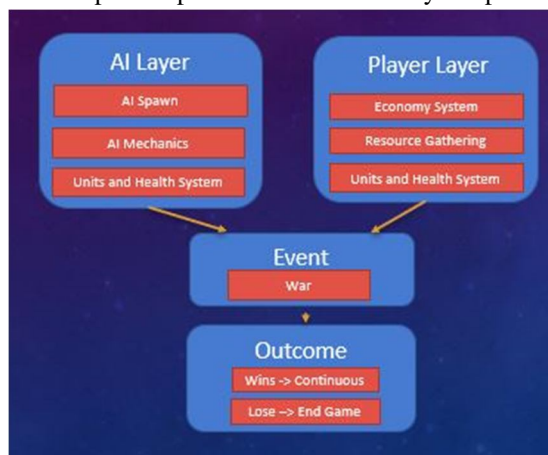 AI Layer
AI Spawn
AI Mechanics
Units and Health System
Player Layer
Economy System
Resource Gathering
Units and Health System
Event
War
Outcome
Wins -> Continuous
Lose –> End Game